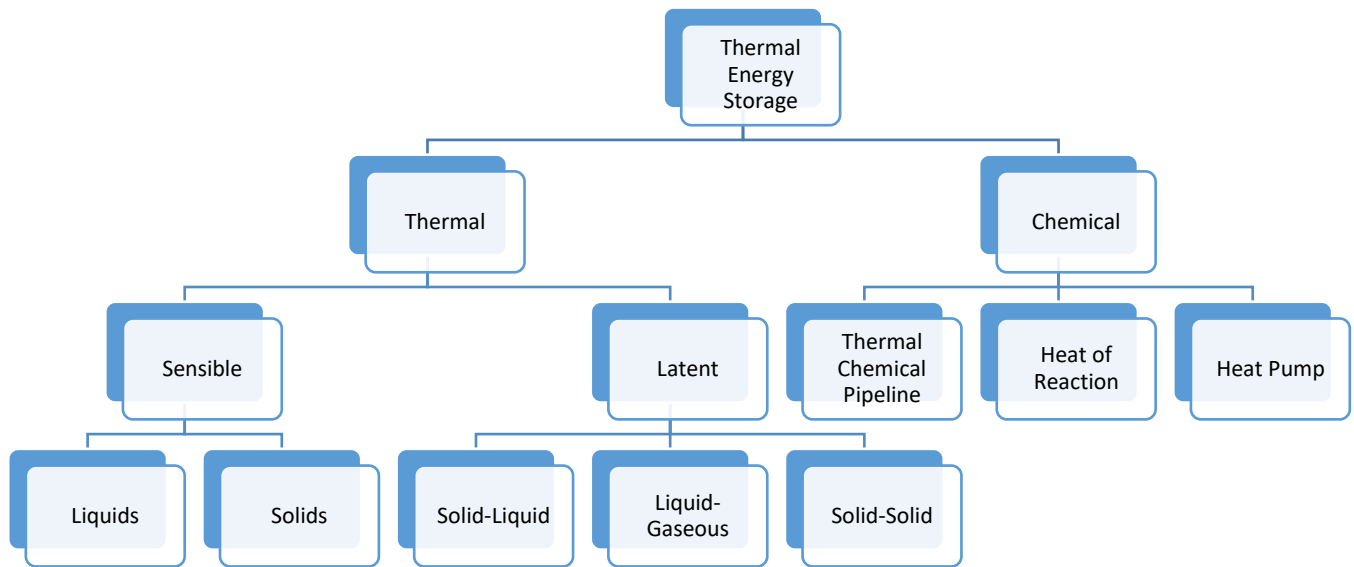 Thermal
Energy
Storage
Thermal
Chemical
Sensible
Latent
Thermal
Chemical
Pipeline
Heat of
Reaction
Heat Pump
Liquids
Solids
Solid-Liquid
Liquid-
Gaseous
Solid-Solid